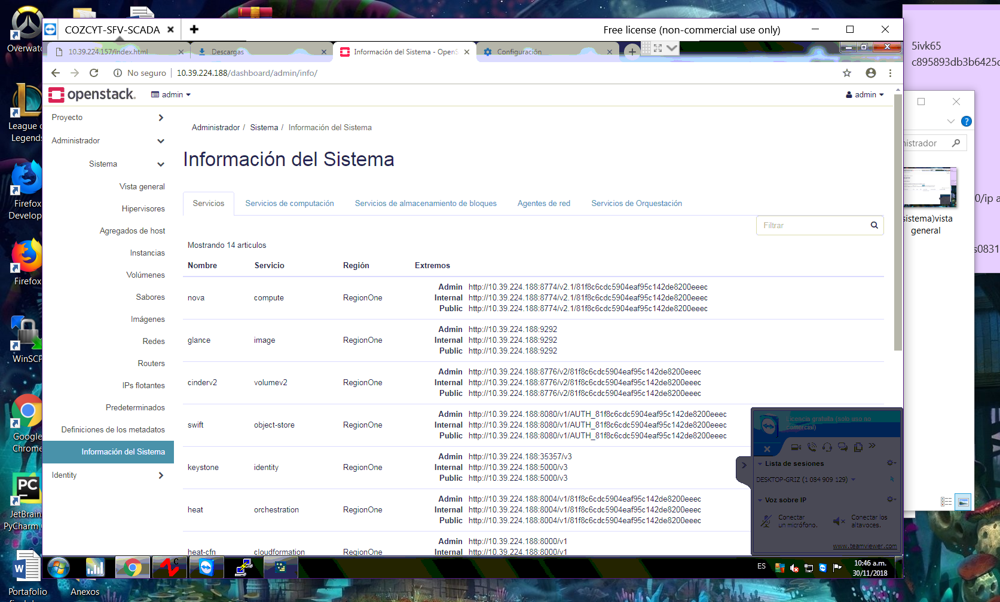 COZCYT-SFV-SCADA
Free license (non-commercial use only)
10.39.224.157/index.html
Descargas
Información del Sistema - OpenS
Configuración
No seguro
10.39.224.188/dashboard/admin/info/
openstack.
admin
admin
Proyecto
Administrador
Sistema
Vista general
Hipervisores
Agregados de host
Instancias
Volúmenes
Sabores
Imágenes
Redes
Routers
IPs flotantes
Predeterminados
Definiciones de los metadatos
Información del Sistema
Identity
Administrador / Sistema / Información del Sistema
Información del Sistema
Servicios
Servicios de computación
Servicios de almacenamiento de bloques
Agentes de red
Servicios de Orquestación
Filtrar
Mostrando 14 articulos
Nombre Servicio Región Extremos
nova compute RegionOne
Admin http://10.39.224.188:8774/v2.1/81f8c6cdc5904eaf95c142de8200eeec
Internal http://10.39.224.188:8774/v2.1/81f8c6cdc5904eaf95c142de8200eeec
Public http://10.39.224.188:8774/v2.1/81f8c6cdc5904eaf95c142de8200eeec
glance image RegionOne
Admin http://10.39.224.188:9292
Internal http://10.39.224.188:9292
Public http://10.39.224.188:9292
cinderv2 volumev2 RegionOne
Admin http://10.39.224.188:8776/v2/81f8c6cdc5904eaf95c142de8200eeec
Internal http://10.39.224.188:8776/v2/81f8c6cdc5904eaf95c142de8200eeec
Public http://10.39.224.188:8776/v2/81f8c6cdc5904eaf95c142de8200eeec
swift object-store RegionOne
Admin http://10.39.224.188:8080/v1/AUTH_81f8c6cdc5904eaf95c142de8200eeec
Internal http://10.39.224.188:8080/v1/AUTH_81f8c6cdc5904eaf95c142de8200eeec
Public http://10.39.224.188:8080/v1/AUTH_81f8c6cdc5904eaf95c142de8200eeec
keystone identity RegionOne
Admin http://10.39.224.188:35357/v3
Internal http://10.39.224.188:5000/v3
Public http://10.39.224.188:5000/v3
heat orchestration RegionOne
Admin http://10.39.224.188:8004/v1/81f8c6cdc5904eaf95c142de8200eeec
Internal http://10.39.224.188:8004/v1/81f8c6cdc5904eaf95c142de8200eeec
Public http://10.39.224.188:8004/v1/81f8c6cdc5904eaf95c142de8200eeec
heat-cfn cloudformation RegionOne
Admin http://10.39.224.188:8000/v1
Internal http://10.39.224.188:8000/v1
Licencia gratuita (solo uso no
comercial)
Lista de sesiones
DESKTOP-GRIZ (1 084 909 129)
Voz sobre IP
Conectar
un micrófono.
Conectar los
altavoces.
www.teamviewer.com
ES
10:46 a.m.
30/11/2018
Overwatc
League o
Legends
Firefox
Develop
Firefox
WinSCP
Google
Chrome
PC
JetBrain
PyCharm
Portafolio
Anexos
5ivk65
c895893db3b6425c
nistrador
0/ip a
sistema)vista
general
s0831